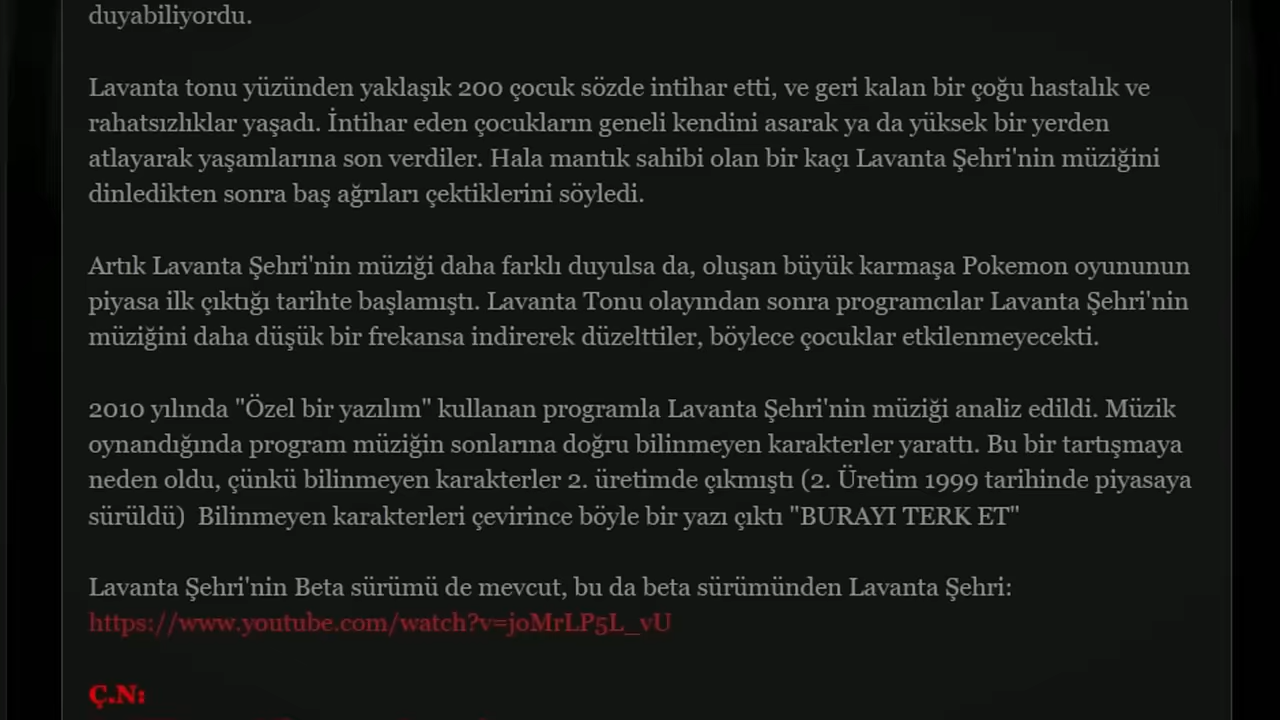 duyabiliyordu.
Lavanta tonu yüzünden yaklaşık 200 çocuk sözde intihar etti, ve geri kalan bir çoğu hastalık ve
rahatsızlıklar yaşadı. İntihar eden çocukların geneli kendini asarak ya da yüksek bir yerden
atlayarak yaşamlarına son verdiler. Hala mantık sahibi olan bir kaçı Lavanta Şehri'nin müziğini
dinledikten sonra baş ağrıları çektiklerini söyledi.
Artık Lavanta Şehri'nin müziği daha farklı duyulsa da, oluşan büyük karmaşa Pokemon oyununun
piyasa ilk çıktığı tarihte başlamıştı. Lavanta Tonu olayından sonra programcılar Lavanta Şehri'nin
müziğini daha düşük bir frekansa indirerek düzelttiler, böylece çocuklar etkilenmeyecekti.
2010 yılında "Özel bir yazılım" kullanan programla Lavanta Şehri'nin müziği analiz edildi. Müzik
oynandığında program müziğin sonlarına doğru bilinmeyen karakterler yarattı. Bu bir tartışmaya
neden oldu, çünkü bilinmeyen karakterler 2. üretimde çıkmıştı (2. Üretim 1999 tarihinde piyasaya
sürüldü)  Bilinmeyen karakterleri çevirince böyle bir yazı çıktı "BURAYI TERK ET"
Lavanta Şehri'nin Beta sürümü de mevcut, bu da beta sürümünden Lavanta Şehri:
https://www.youtube.com/watch?v=joMrLP5L_vU
Ç.N: